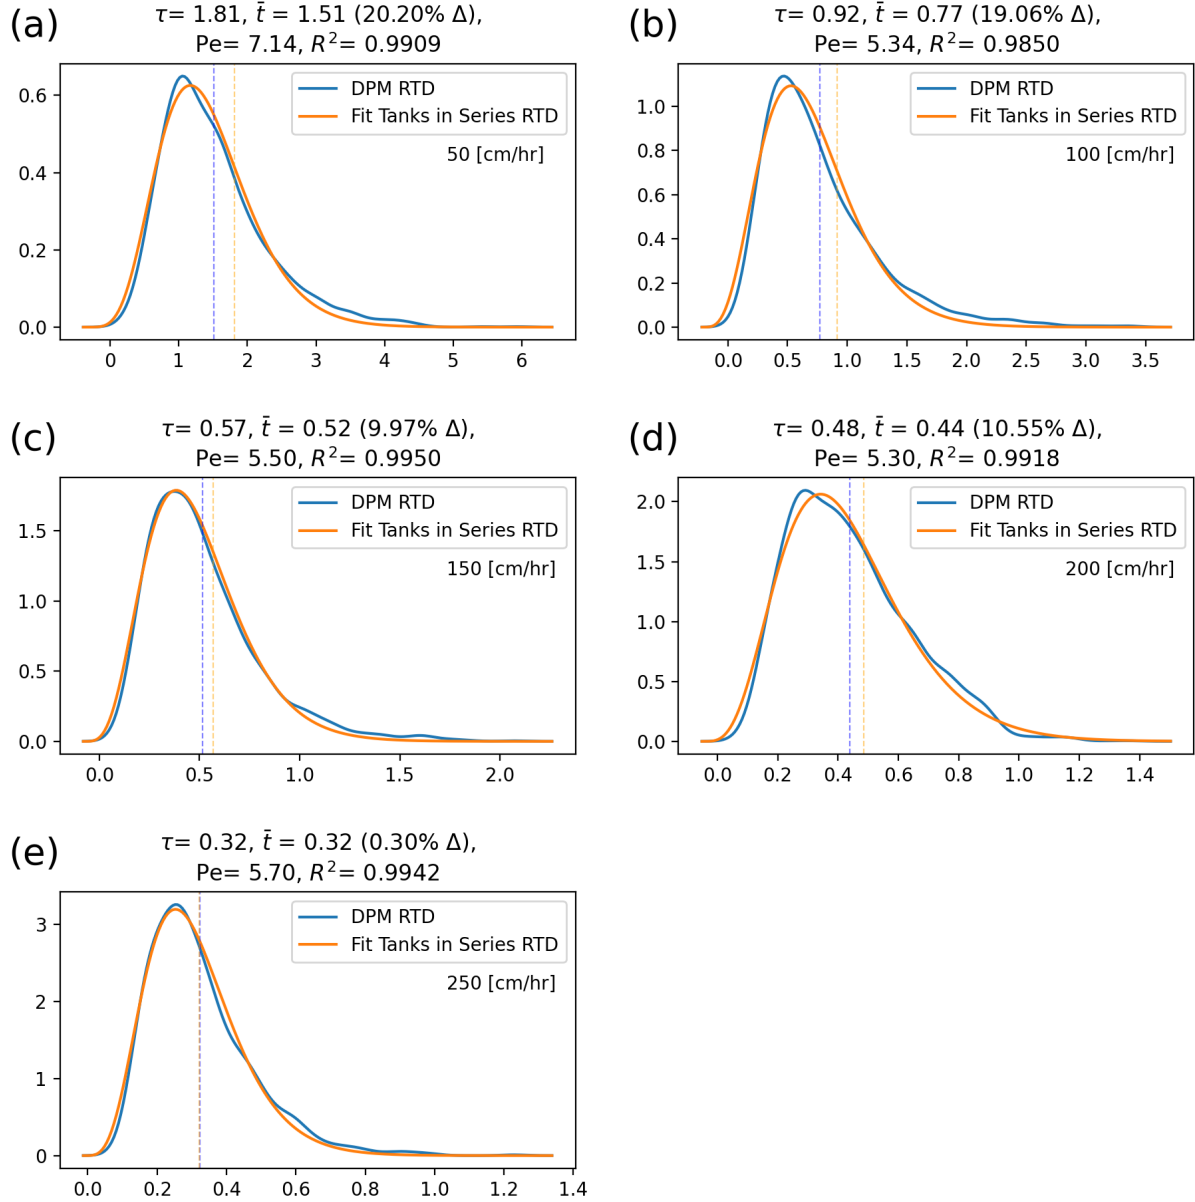 (a)
τ= 1.81, t̄ = 1.51 (20.20% Δ),
Pe= 7.14, R²= 0.9909
DPM RTD
Fit Tanks in Series RTD
50 [cm/hr]
0.6
0.4
0.2
0.0
0 1 2 3 4 5 6
(b)
τ= 0.92, t̄ = 0.77 (19.06% Δ),
Pe= 5.34, R²= 0.9850
DPM RTD
Fit Tanks in Series RTD
100 [cm/hr]
1.0
0.8
0.6
0.4
0.2
0.0
0.0 0.5 1.0 1.5 2.0 2.5 3.0 3.5
(c)
τ= 0.57, t̄ = 0.52 (9.97% Δ),
Pe= 5.50, R²= 0.9950
DPM RTD
Fit Tanks in Series RTD
150 [cm/hr]
1.5
1.0
0.5
0.0
0.0 0.5 1.0 1.5 2.0
(d)
τ= 0.48, t̄ = 0.44 (10.55% Δ),
Pe= 5.30, R²= 0.9918
DPM RTD
Fit Tanks in Series RTD
200 [cm/hr]
2.0
1.5
1.0
0.5
0.0
0.0 0.2 0.4 0.6 0.8 1.0 1.2 1.4
(e)
τ= 0.32, t̄ = 0.32 (0.30% Δ),
Pe= 5.70, R²= 0.9942
DPM RTD
Fit Tanks in Series RTD
250 [cm/hr]
3
2
1
0
0.0 0.2 0.4 0.6 0.8 1.0 1.2 1.4